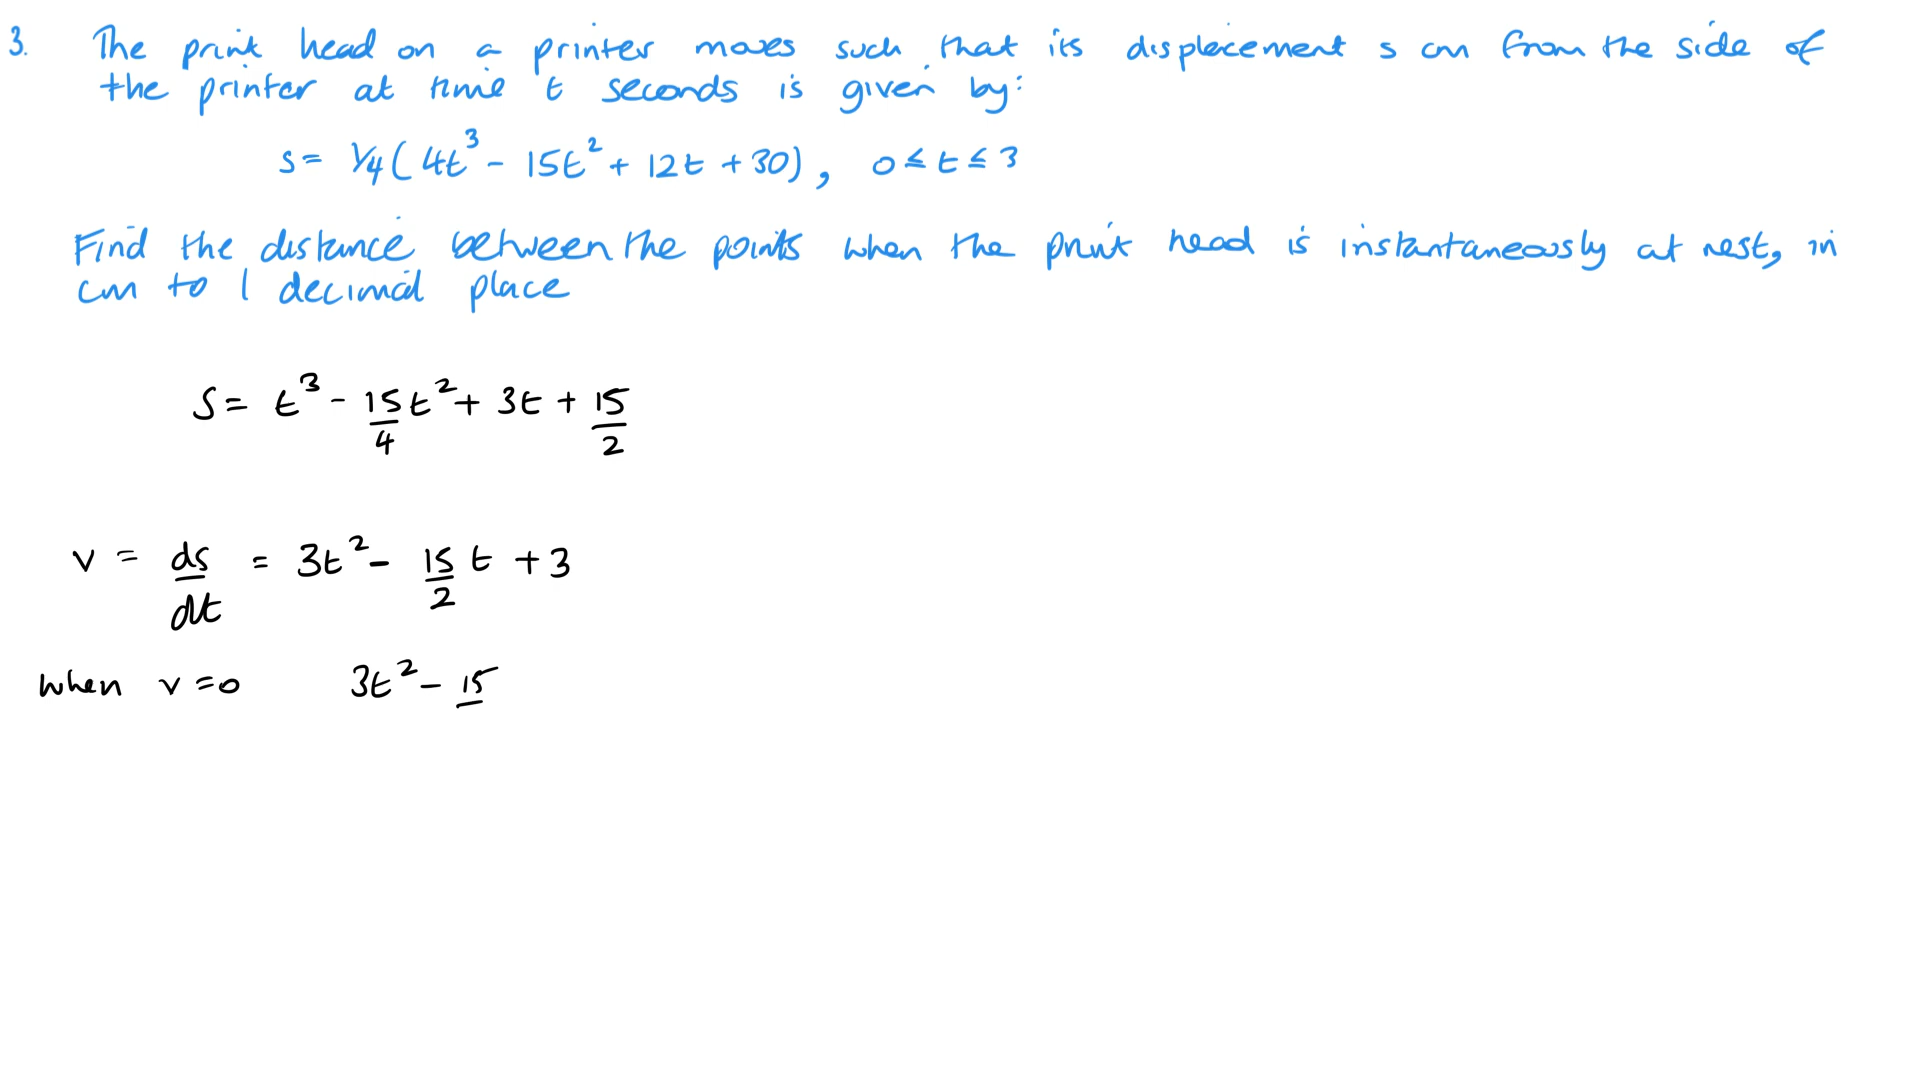 3. The print head on a printer moves such that its displacement s cm from the side of
the printer at time t seconds is given by:
s = 1/4 ( 4t³ - 15t² + 12t + 30 ) , 0 ≤ t ≤ 3
Find the distance between the points when the print head is instantaneously at rest, in
cm to 1 decimal place
S = t³ - 15/4 t² + 3t + 15/2
v = ds/dt = 3t² - 15/2 t + 3
when v = 0 3t² - 15